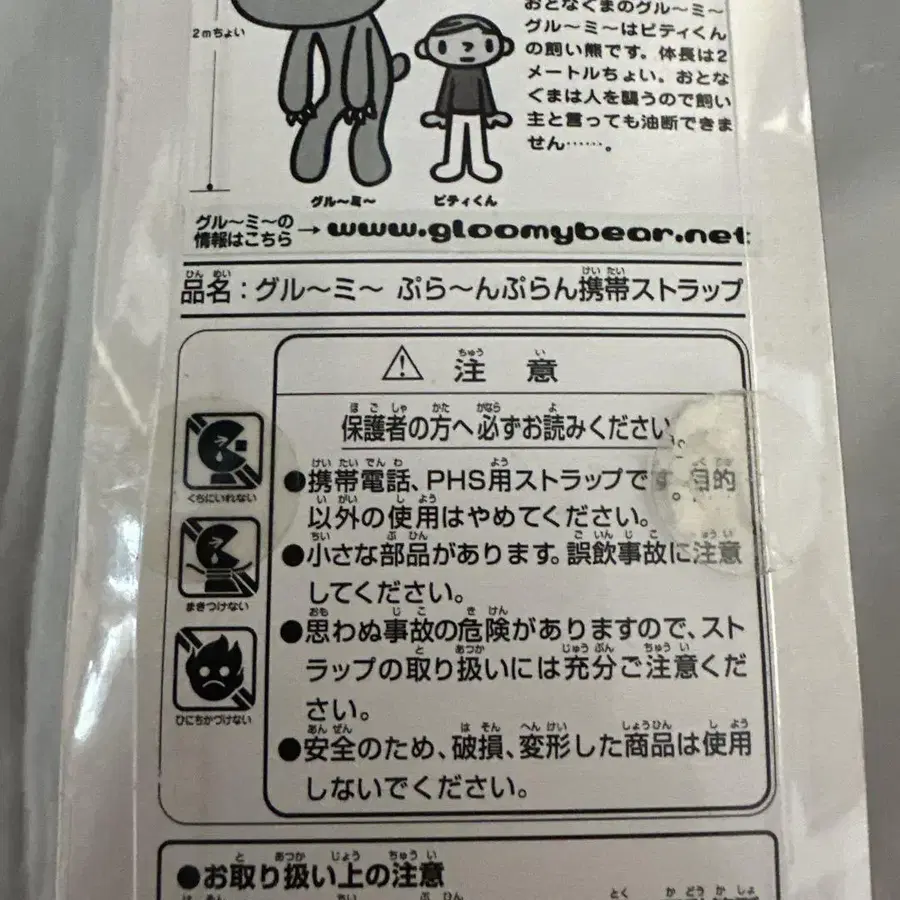 おとなぐまのグル〜ミ〜
グル〜ミ〜はピティくん
の飼い熊です。体長は2
メートルちょい。おとな
ぐまは人を襲うので飼い
主と言っても油断できま
せん……。
2mちょい
グル〜ミ〜
ピティくん
グル〜ミ〜の
情報はこちら → www.gloomybear.net
品名：グル〜ミ〜 ぷら〜んぷらん携帯ストラップ
⚠ 注意
保護者の方へ必ずお読みください。
●携帯電話、PHS用ストラップです。目的
以外の使用はやめてください。
●小さな部品があります。誤飲事故に注意
してください。
●思わぬ事故の危険がありますので、スト
ラップの取り扱いには充分ご注意くだ
さい。
●安全のため、破損、変形した商品は使用
しないでください。
くちにいれない
まきつけない
ひにちかづけない
●お取り扱い上の注意